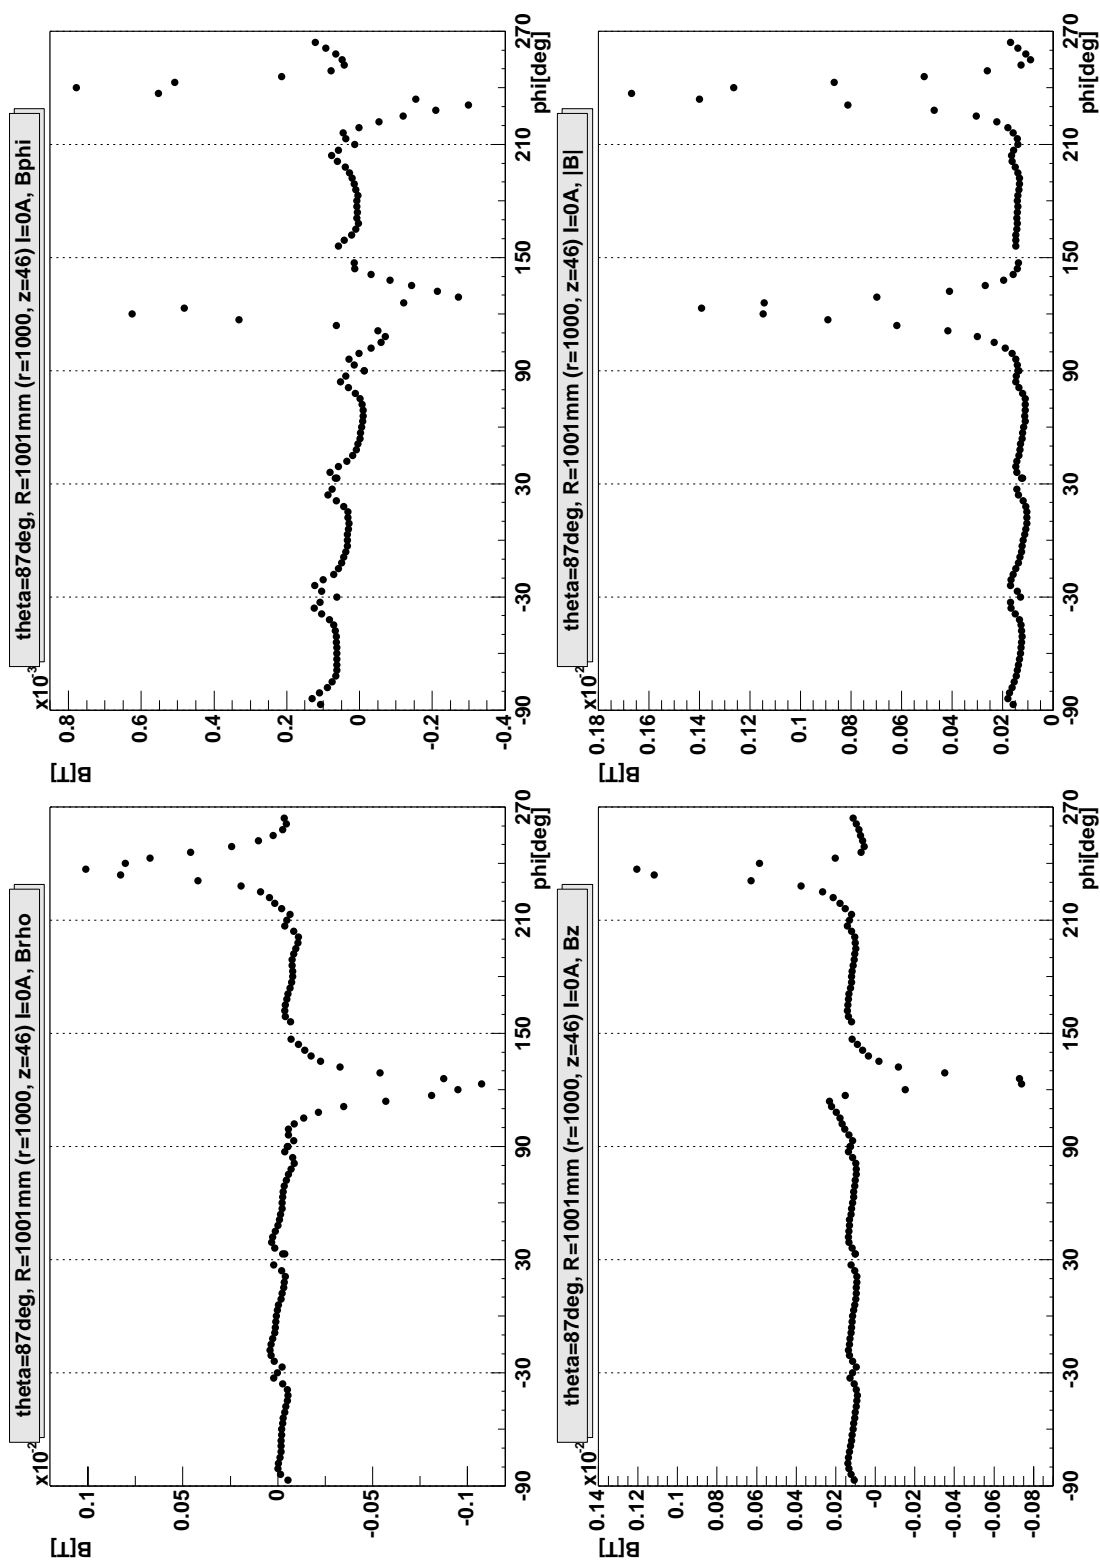 theta=87deg, R=1001mm (r=1000, z=46) I=0A, Brho
x10-2
B[T]
0.1
0.05
0
-0.05
-0.1
-90 -30 30 90 150 210 270
phi[deg]
theta=87deg, R=1001mm (r=1000, z=46) I=0A, Bphi
x10-3
B[T]
0.8
0.6
0.4
0.2
0
-0.2
-0.4
-90 -30 30 90 150 210 270
phi[deg]
theta=87deg, R=1001mm (r=1000, z=46) I=0A, Bz
x10-2
B[T]
0.14
0.12
0.1
0.08
0.06
0.04
0.02
-0
-0.02
-0.04
-0.06
-0.08
-90 -30 30 90 150 210 270
phi[deg]
theta=87deg, R=1001mm (r=1000, z=46) I=0A, |B|
x10-2
B[T]
0.18
0.16
0.14
0.12
0.1
0.08
0.06
0.04
0.02
0
-90 -30 30 90 150 210 270
phi[deg]